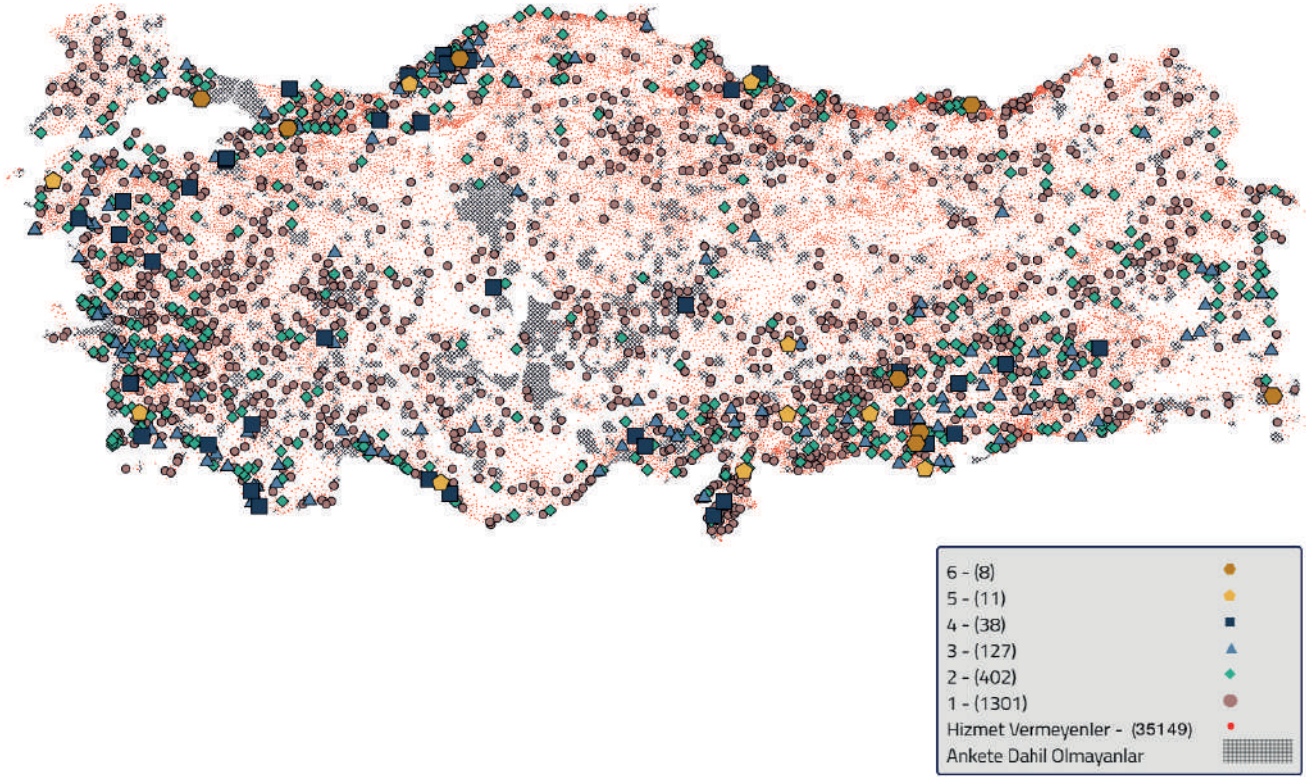 6 - (8)
5 - (11)
4 - (38)
3 - (127)
2 - (402)
1 - (1301)
Hizmet Vermeyenler - (35149)
Ankete Dahil Olmayanlar